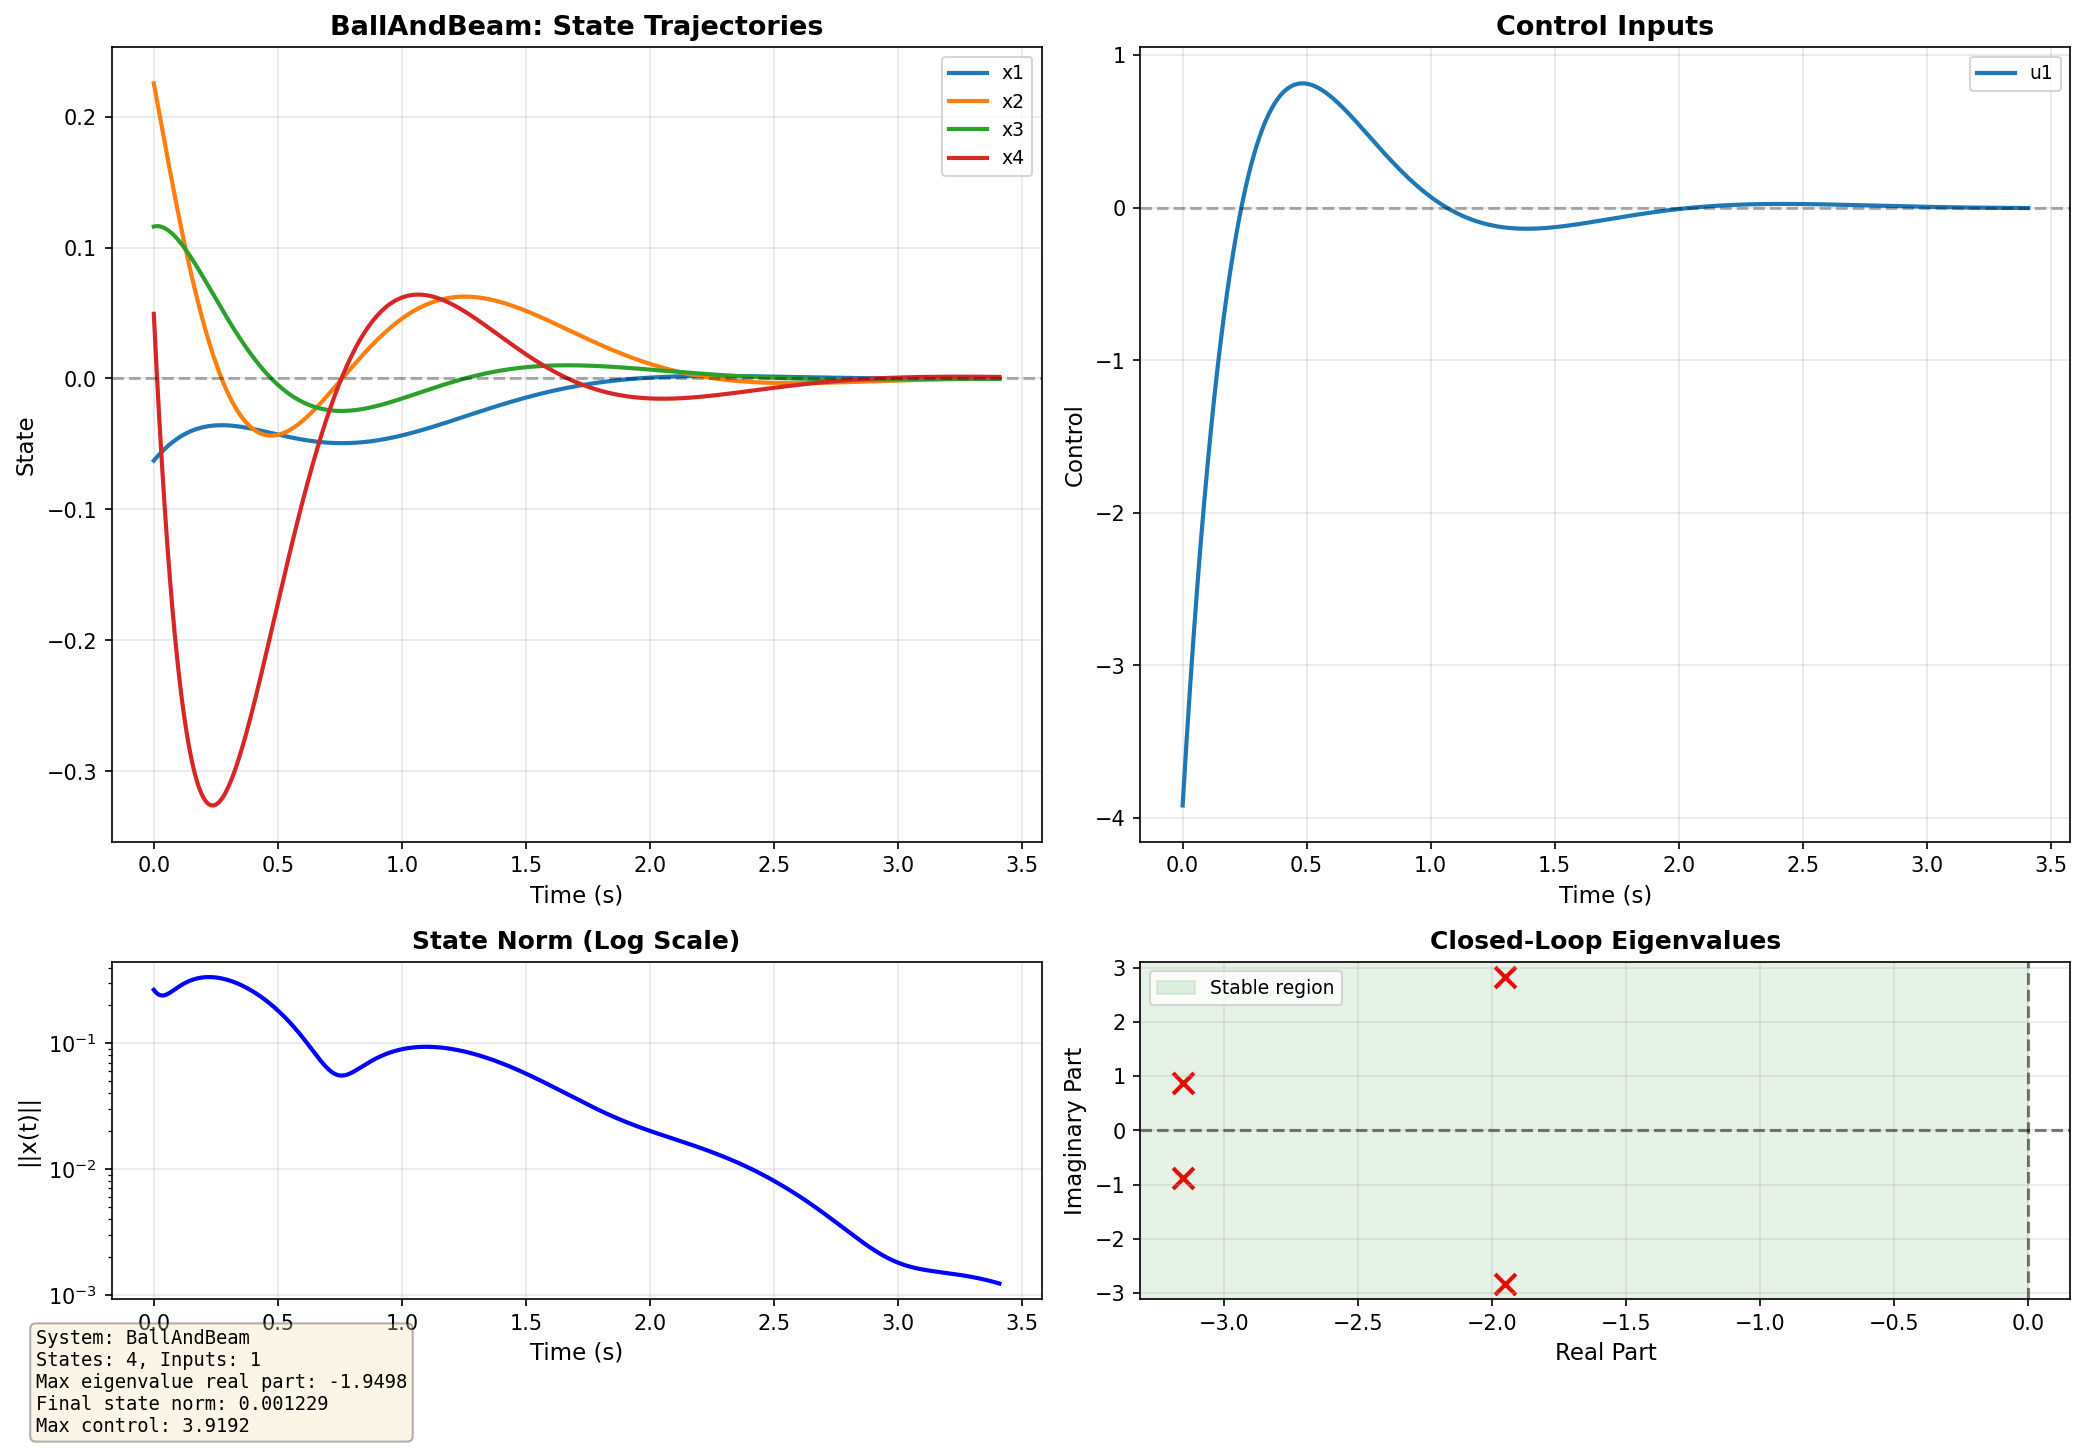 BallAndBeam: State Trajectories
State
0.2
0.1
0.0
−0.1
−0.2
−0.3
x1
x2
x3
x4
0.0 0.5 1.0 1.5 2.0 2.5 3.0 3.5
Time (s)
Control Inputs
Control
1
0
−1
−2
−3
−4
u1
0.0 0.5 1.0 1.5 2.0 2.5 3.0 3.5
Time (s)
State Norm (Log Scale)
||x(t)||
10⁻¹
10⁻²
10⁻³
0.0 0.5 1.0 1.5 2.0 2.5 3.0 3.5
Time (s)
Closed-Loop Eigenvalues
Imaginary Part
3
2
1
0
−1
−2
−3
Stable region
−3.0 −2.5 −2.0 −1.5 −1.0 −0.5 0.0
Real Part
System: BallAndBeam
States: 4, Inputs: 1
Max eigenvalue real part: -1.9498
Final state norm: 0.001229
Max control: 3.9192